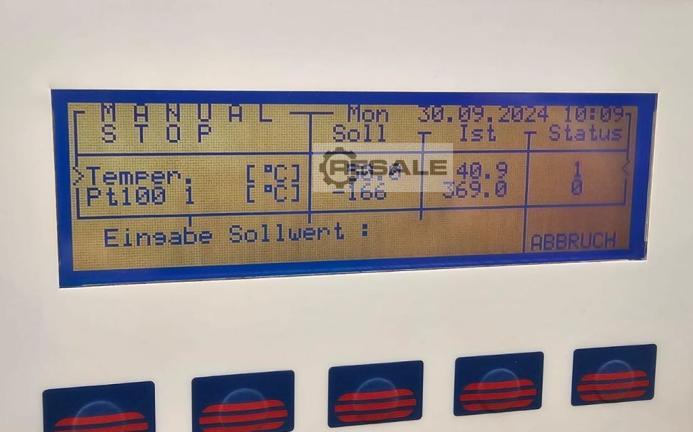 MANUAL Mon 30.09.2024 10:09
STOP Soll Ist Status
Temper. [°C] 40.9 1
Pt100 1 [°C] -166 369.0 0
Eingabe Sollwert :
ABBRUCH
RESALE